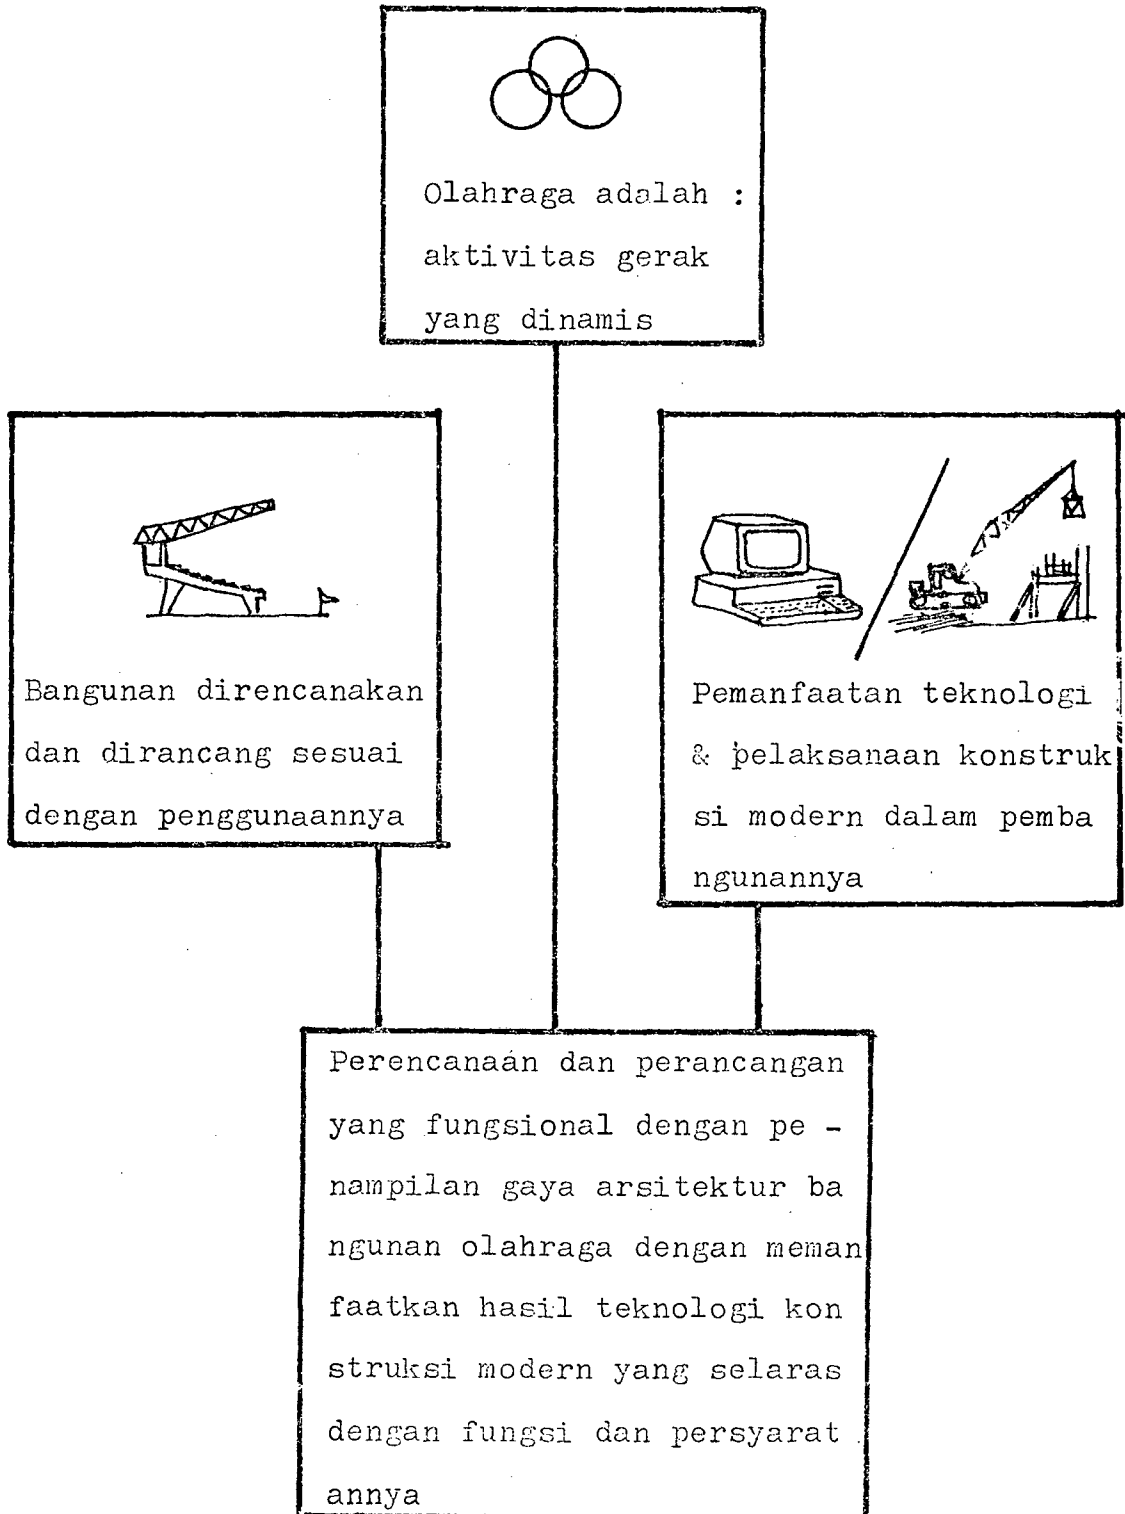 Olahraga adalah :
aktivitas gerak
yang dinamis
Bangunan direncanakan
dan dirancang sesuai
dengan penggunaannya
Pemanfaatan teknologi
& pelaksanaan konstruk
si modern dalam pemba
ngunannya
Perencanaan dan perancangan
yang fungsional dengan pe -
nampilan gaya arsitektur ba
ngunan olahraga dengan meman
faatkan hasil teknologi kon
struksi modern yang selaras
dengan fungsi dan persyarat
annya